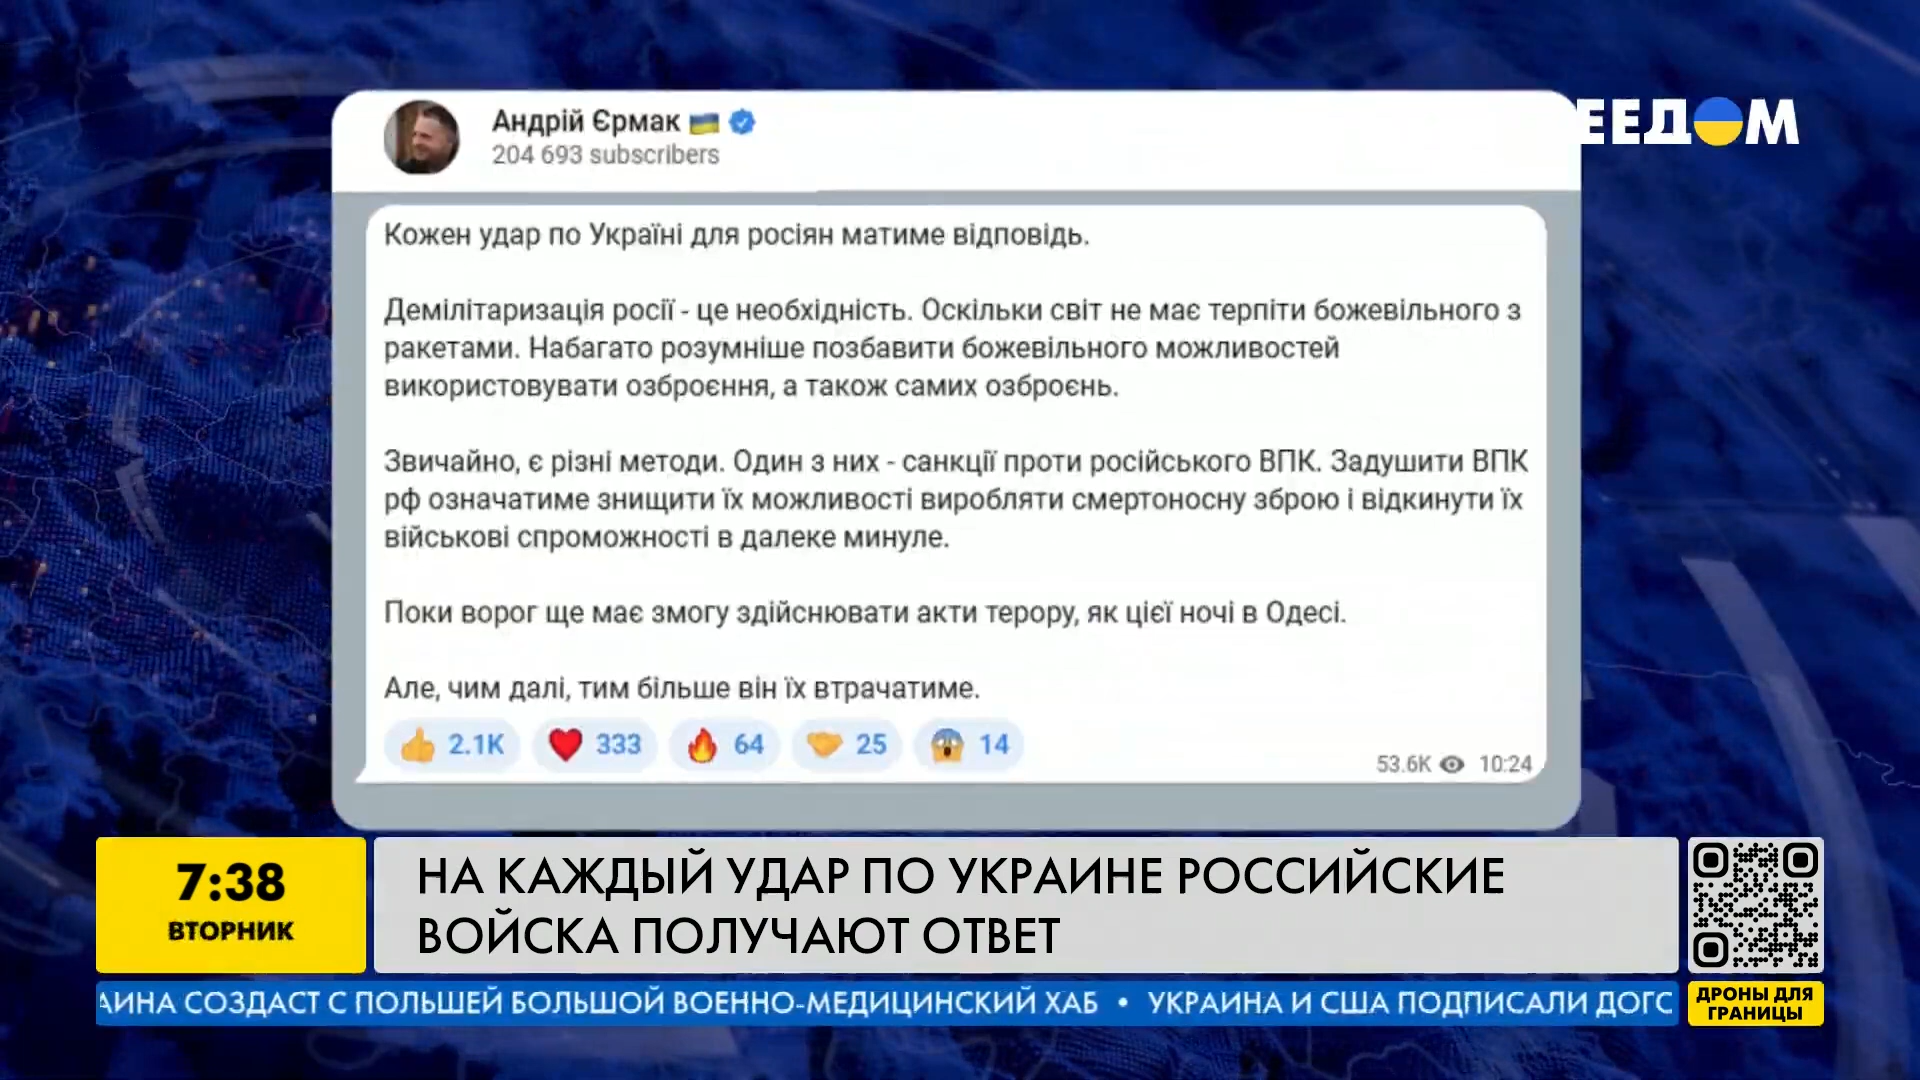 Андрій Єрмак
204 693 subscribers
ЕЕДОМ
Кожен удар по Україні для росіян матиме відповідь.
Демілітаризація росії - це необхідність. Оскільки світ не має терпіти божевільного з
ракетами. Набагато розумніше позбавити божевільного можливостей
використовувати озброєння, а також самих озброєнь.
Звичайно, є різні методи. Один з них - санкції проти російського ВПК. Задушити ВПК
рф означатиме знищити їх можливості виробляти смертоносну зброю і відкинути їх
військові спроможності в далеке минуле.
Поки ворог ще має змогу здійснювати акти терору, як цієї ночі в Одесі.
Але, чим далі, тим більше він їх втрачатиме.
2.1K 333 64 25 14
53.6K 10:24
7:38
ВТОРНИК
НА КАЖДЫЙ УДАР ПО УКРАИНЕ РОССИЙСКИЕ
ВОЙСКА ПОЛУЧАЮТ ОТВЕТ
АИНА СОЗДАСТ С ПОЛЬШЕЙ БОЛЬШОЙ ВОЕННО-МЕДИЦИНСКИЙ ХАБ • УКРАИНА И США ПОДПИСАЛИ ДОГС
ДРОНЫ ДЛЯ
ГРАНИЦЫ